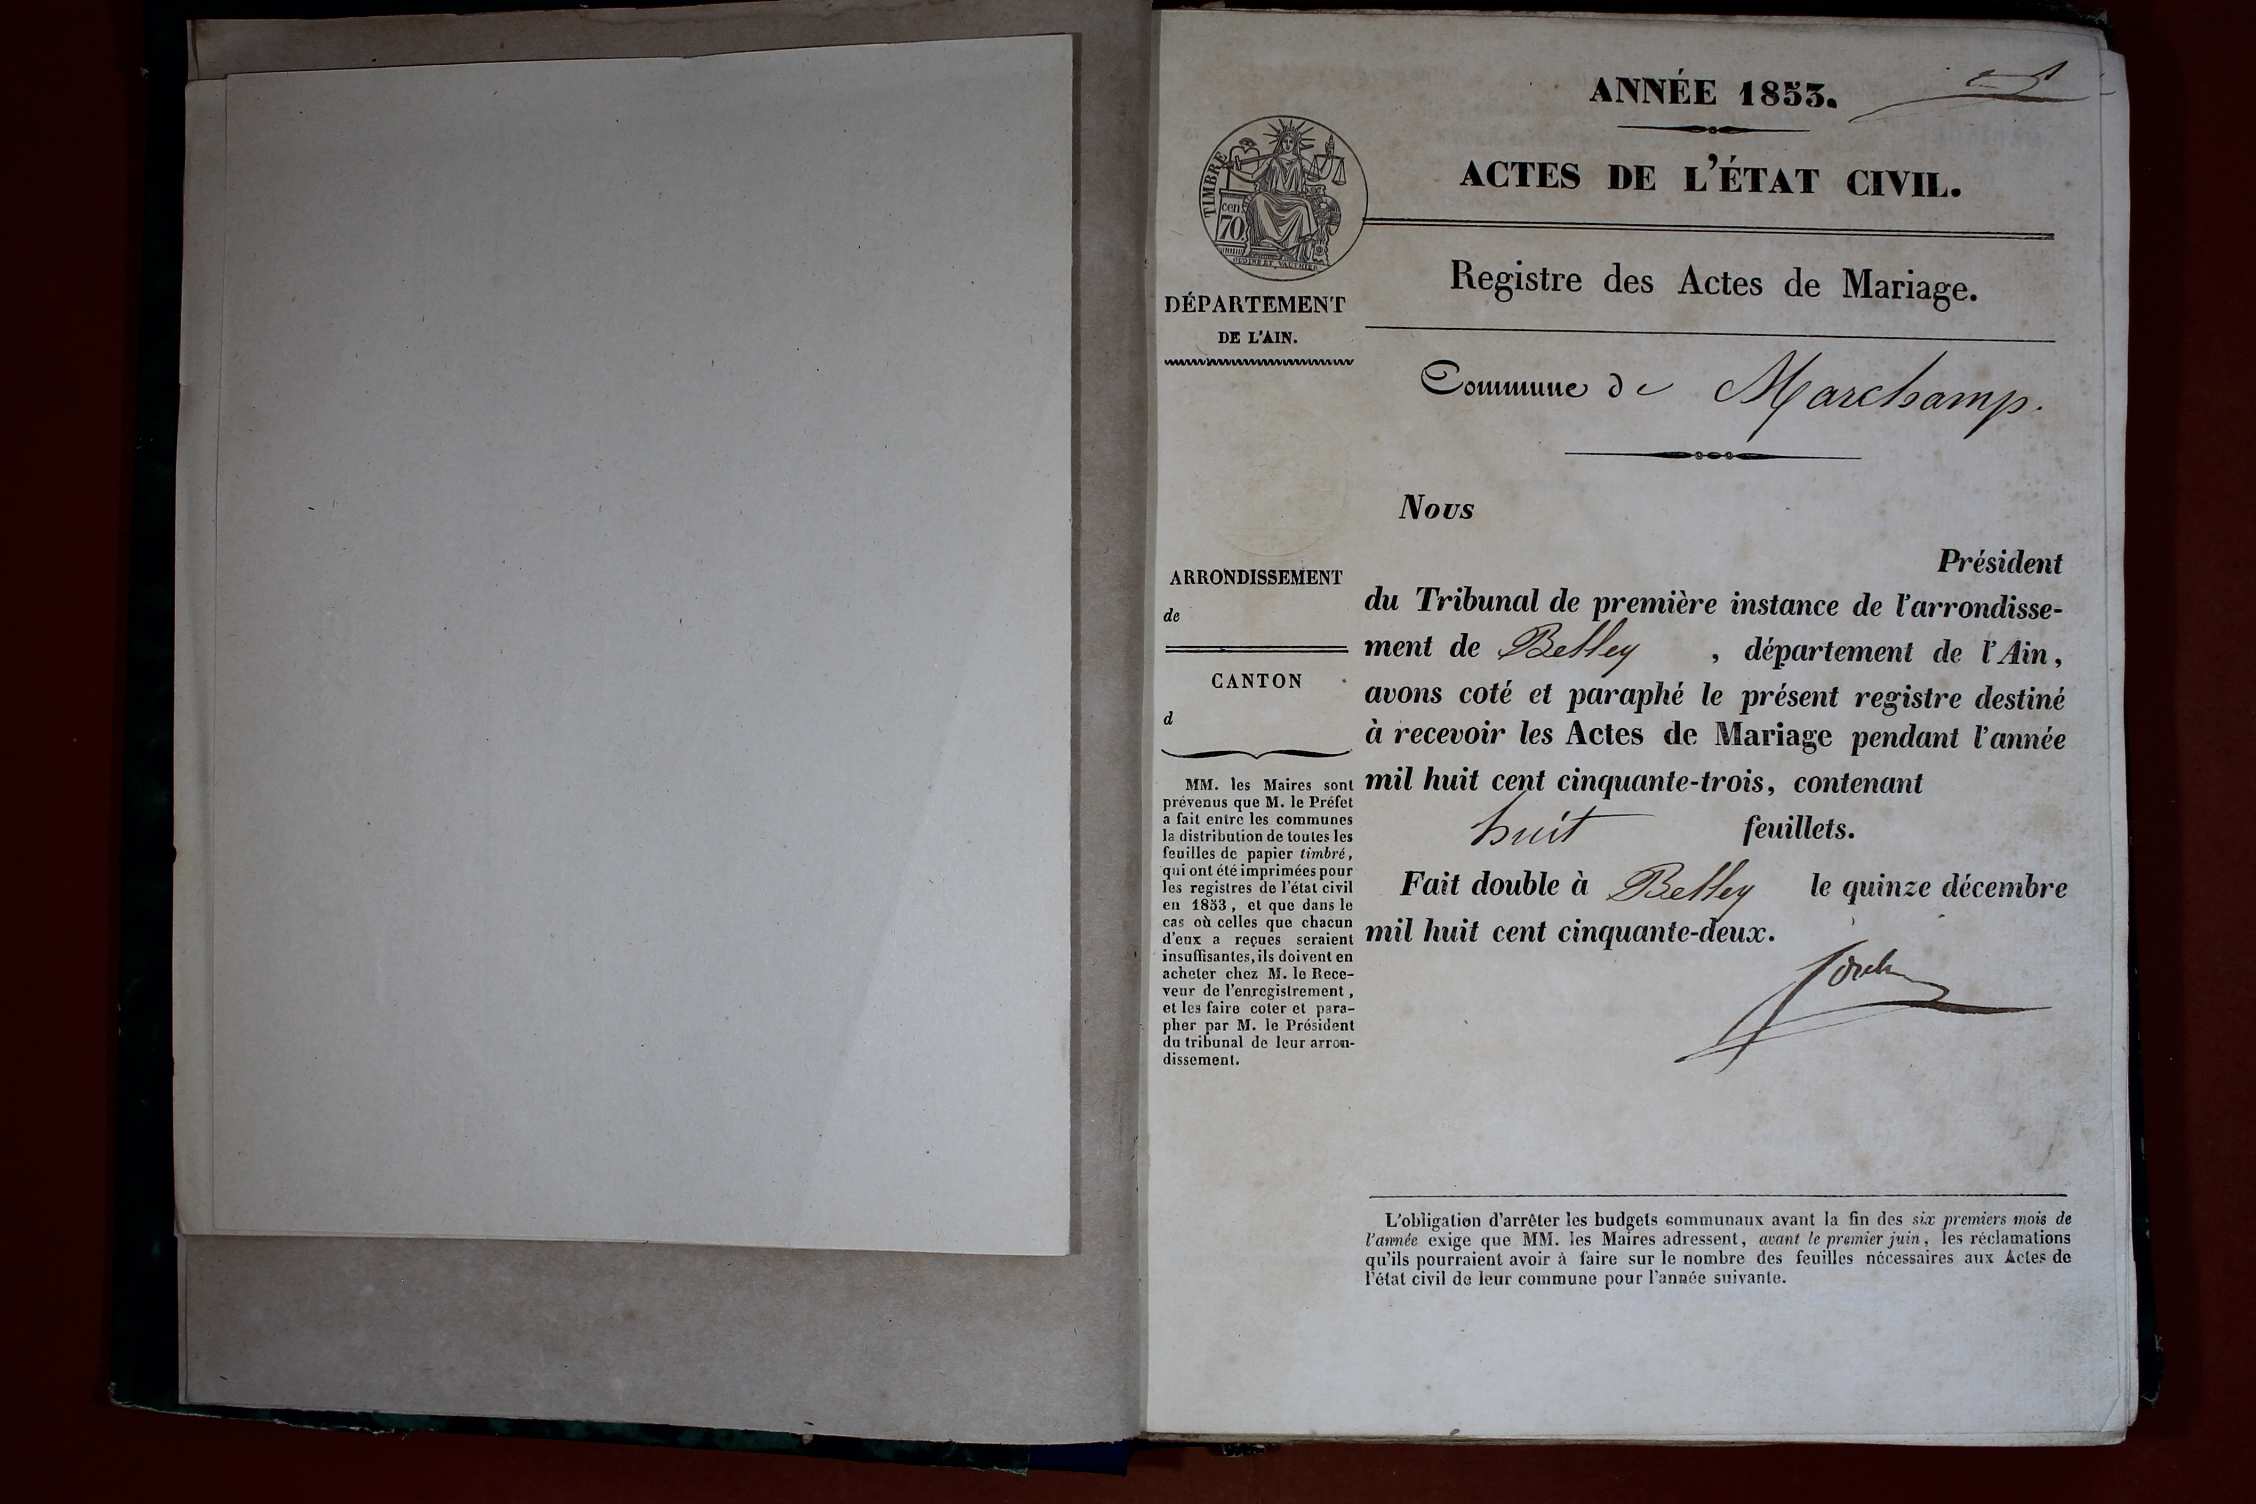 ANNÉE 1853.
ACTES DE L'ÉTAT CIVIL.
TIMBRE
cen.
70.
Registre des Actes de Mariage.
DÉPARTEMENT
DE L'AIN.
Commune de Marchamp.
ARRONDISSEMENT
de
CANTON
d
MM. les Maires sont
prévenus que M. le Préfet
a fait entre les communes
la distribution de toutes les
feuilles de papier timbré,
qui ont été imprimées pour
les registres de l'état civil
en 1853, et que dans le
cas où celles que chacun
d'eux a reçues seraient
insuffisantes, ils doivent en
acheter chez M. le Rece-
veur de l'enregistrement,
et les faire coter et para-
pher par M. le Président
du tribunal de leur arron-
dissement.
Nous
Président
du Tribunal de première instance de l'arrondisse-
ment de Belley, département de l'Ain,
avons coté et paraphé le présent registre destiné
à recevoir les Actes de Mariage pendant l'année
mil huit cent cinquante-trois, contenant
huit feuillets.
Fait double à Belley le quinze décembre
mil huit cent cinquante-deux.
L'obligation d'arrêter les budgets communaux avant la fin des six premiers mois de
l'année exige que MM. les Maires adressent, avant le premier juin, les réclamations
qu'ils pourraient avoir à faire sur le nombre des feuilles nécessaires aux Actes de
l'état civil de leur commune pour l'année suivante.